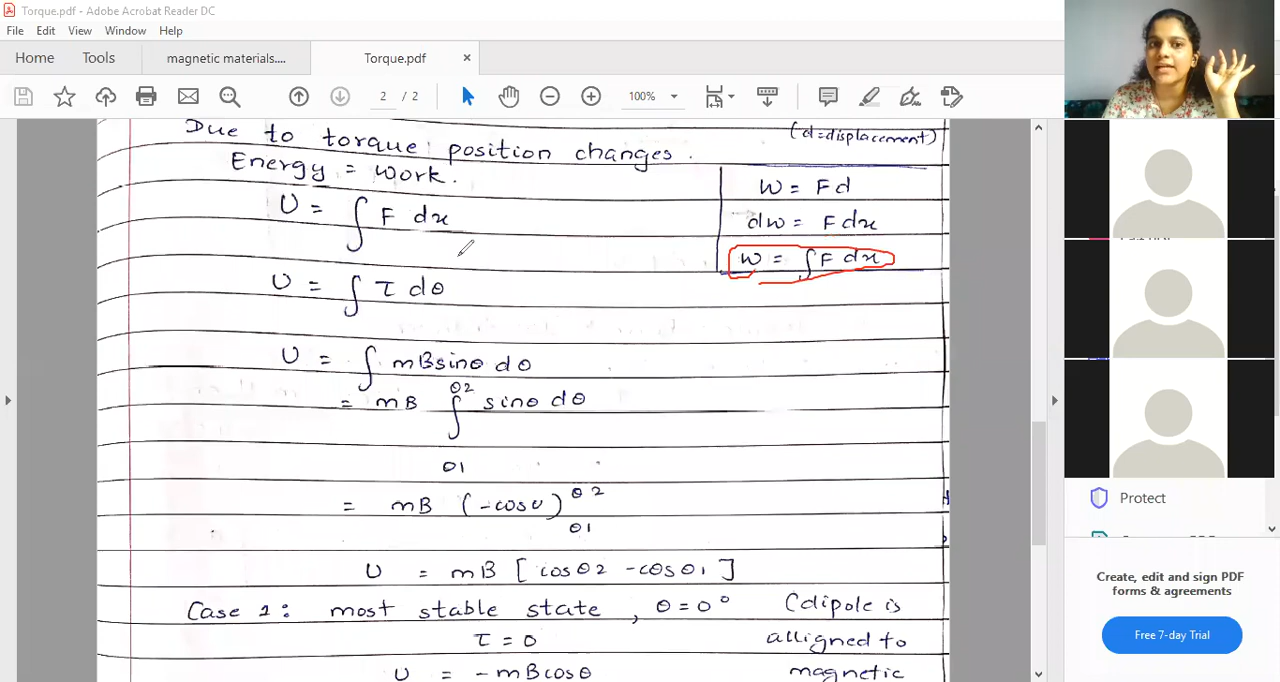 Torque.pdf - Adobe Acrobat Reader DC
File Edit View Window Help
Home Tools magnetic materials.... Torque.pdf ×
2 / 2 100%
(d=displacement)
Due to torque, position changes.
Energy = work.
U = ∫ F dx
U = ∫ τ dθ
U = ∫ mBsinθ dθ
= mB ∫ sinθ dθ
θ2
θ1
= mB (-cosθ)
θ2
θ1
U = mB [cosθ2 - cosθ1]
Case 1: most stable state, θ = 0°
τ = 0
U = -mBcosθ
W = Fd
dw = Fdx
W = ∫F dx
(dipole is
alligned to
magnetic
Protect
Create, edit and sign PDF
forms & agreements
Free 7-day Trial